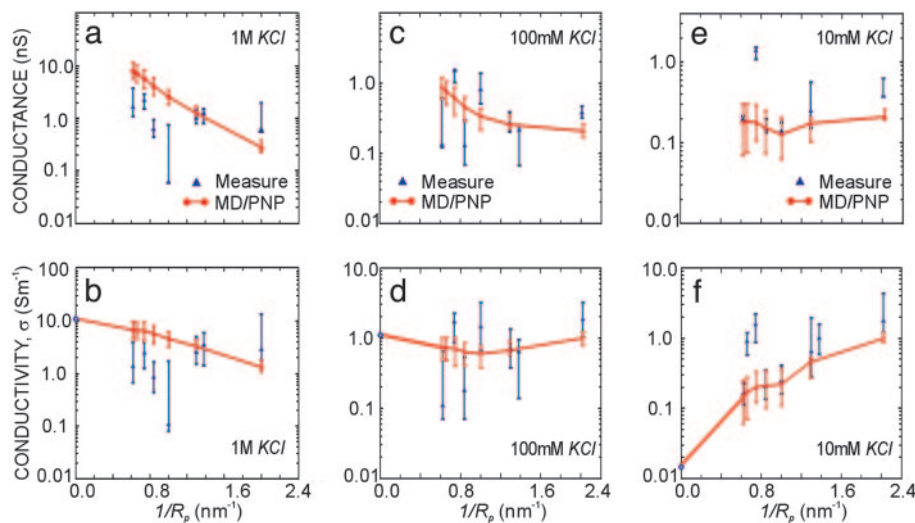 CONDUCTANCE (nS)
a
1M KCl
10.0
1.0
0.1
0.01
Measure
MD/PNP
c
100mM KCl
1.0
0.1
0.01
Measure
MD/PNP
e
10mM KCl
1.0
0.1
Measure
MD/PNP
CONDUCTIVITY, σ (Sm⁻¹)
b
1M KCl
100
10.0
1.0
0.1
0.01
0.0 0.8 1.6 2.4
1/Rp (nm⁻¹)
d
100mM KCl
10.0
1.0
0.1
0.01
0.0 0.8 1.6 2.4
1/Rp (nm⁻¹)
f
10mM KCl
10.0
1.0
0.1
0.01
0.0 0.8 1.6 2.4
1/Rp (nm⁻¹)